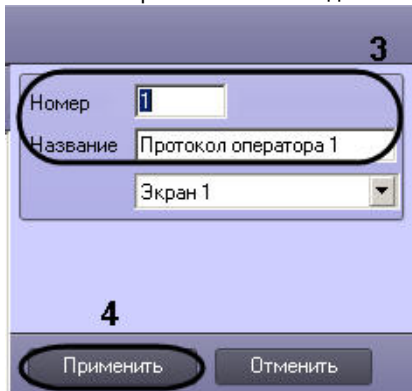 3
Номер 1
Название Протокол оператора 1
Экран 1
4
Применить Отменить